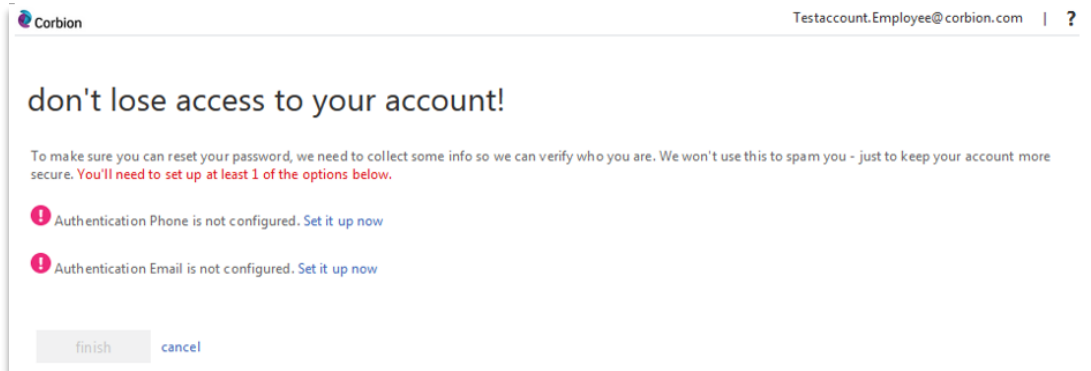 Corbion
Testaccount.Employee@corbion.com | ?
don't lose access to your account!
To make sure you can reset your password, we need to collect some info so we can verify who you are. We won't use this to spam you - just to keep your account more
secure. You'll need to set up at least 1 of the options below.
! Authentication Phone is not configured. Set it up now
! Authentication Email is not configured. Set it up now
finish cancel